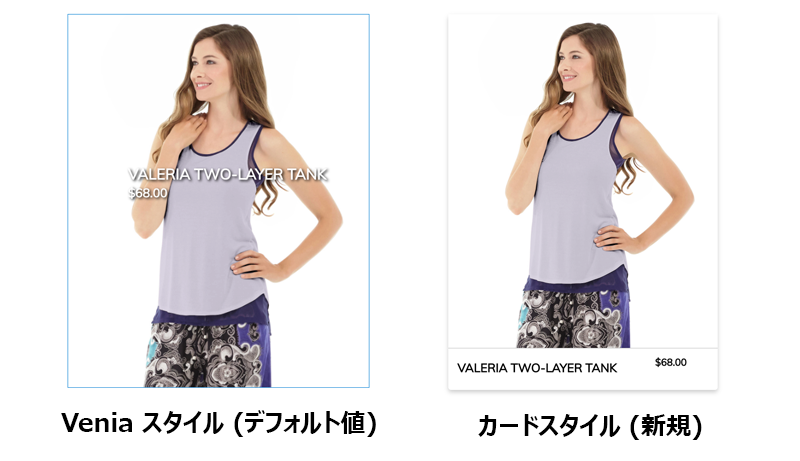 VALERIA TWO-LAYER TANK
$68.00
Venia スタイル (デフォルト値)
VALERIA TWO-LAYER TANK $68.00
カードスタイル (新規)